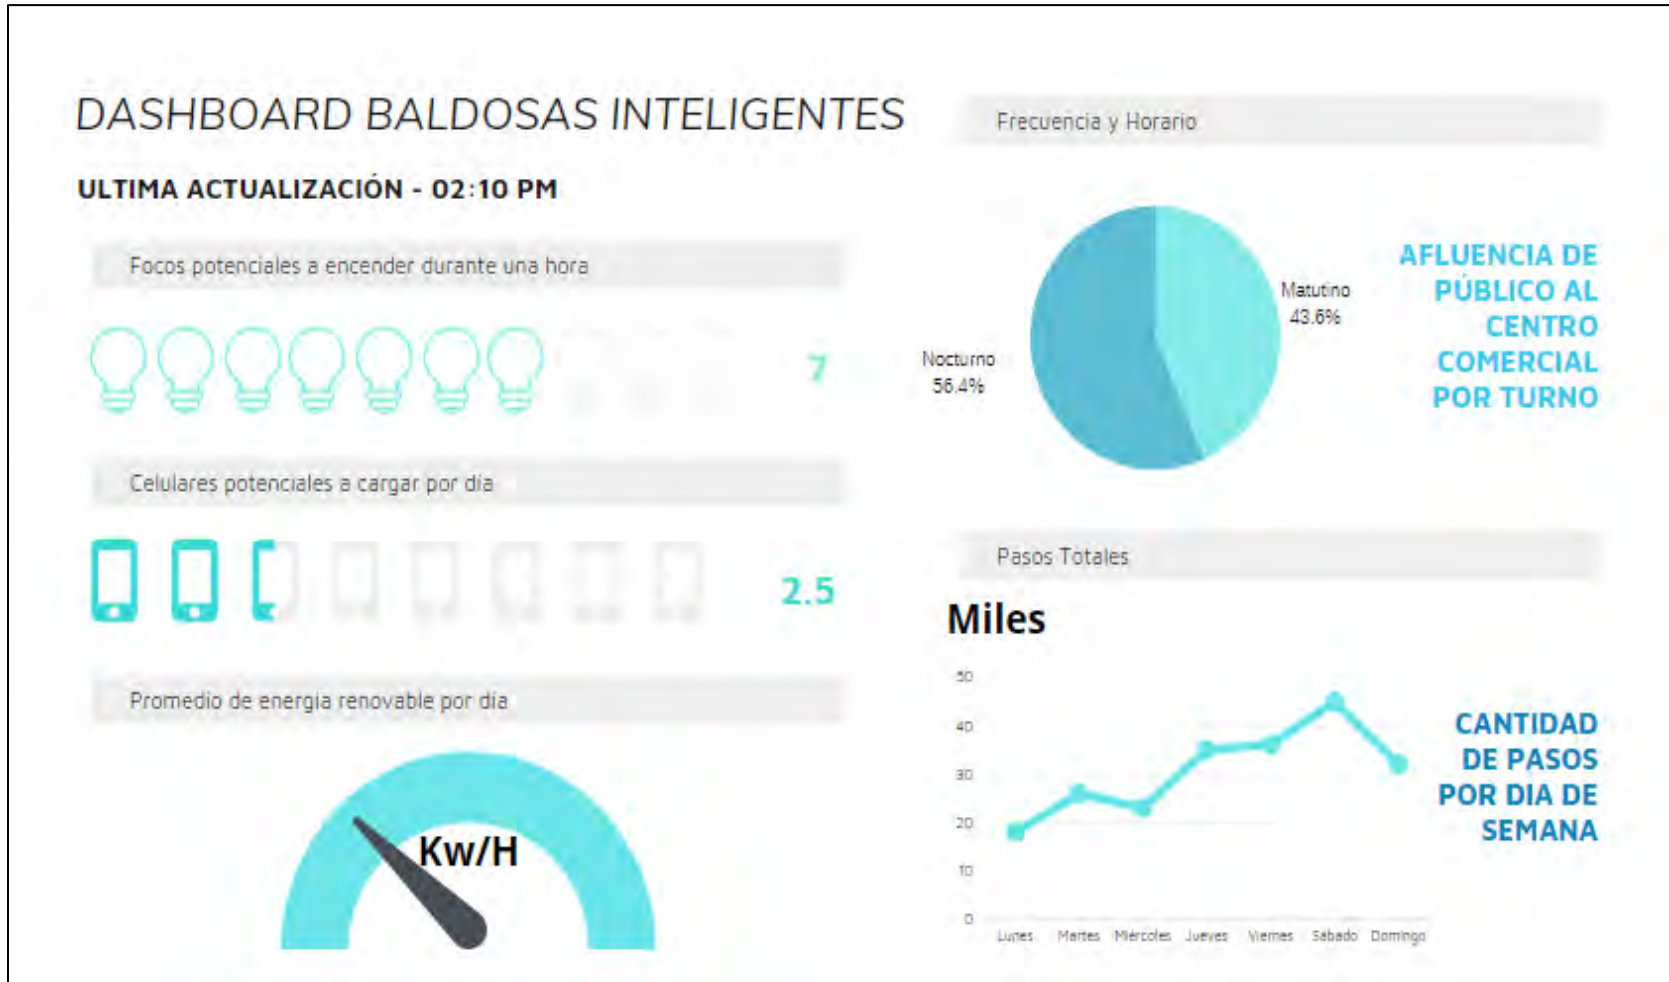 DASHBOARD BALDOSAS INTELIGENTES
ULTIMA ACTUALIZACIÓN - 02:10 PM
Focos potenciales a encender durante una hora
7
Celulares potenciales a cargar por dia
2.5
Promedio de energia renovable por dia
Kw/H
Frecuencia y Horario
Matutino
43.6%
Nocturno
56.4%
AFLUENCIA DE
PÚBLICO AL
CENTRO
COMERCIAL
POR TURNO
Pasos Totales
Miles
50
40
30
20
10
0
Lunes Martes Miércoles Jueves Viernes Sábado Domingo
CANTIDAD
DE PASOS
POR DIA DE
SEMANA